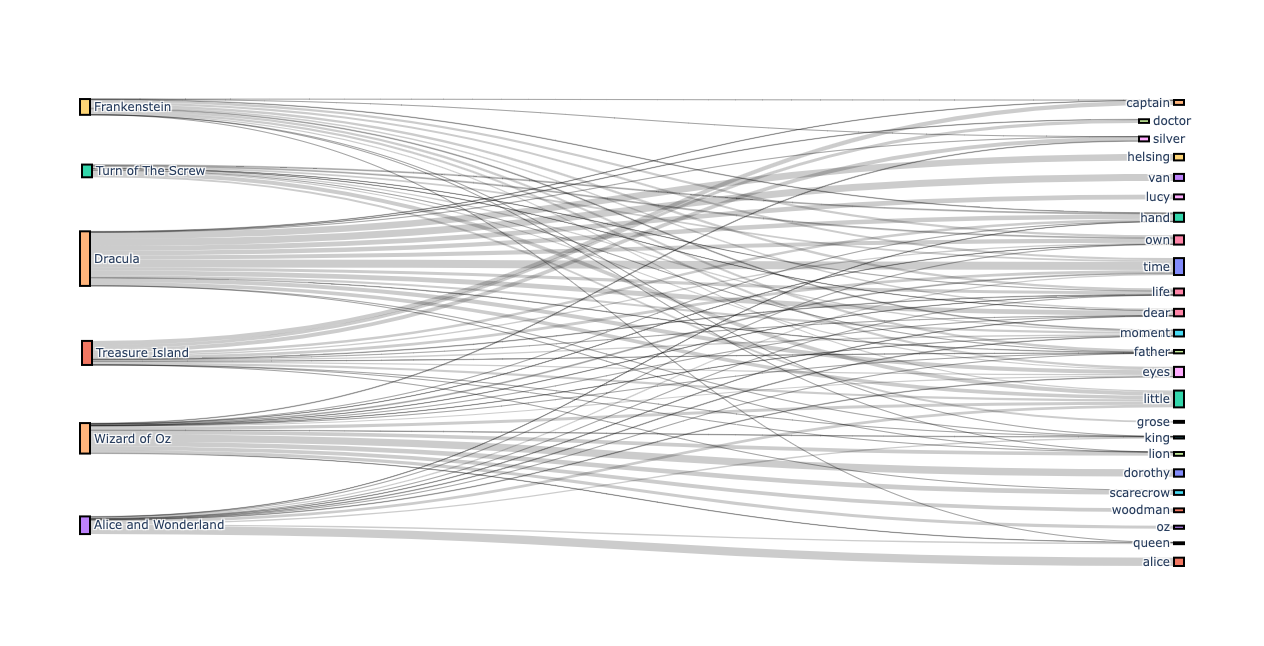 Frankenstein
Turn of The Screw
Dracula
Treasure Island
Wizard of Oz
Alice and Wonderland
captain
doctor
silver
helsing
van
lucy
hand
own
time
life
dear
moment
father
eyes
little
grose
king
lion
dorothy
scarecrow
woodman
oz
queen
alice